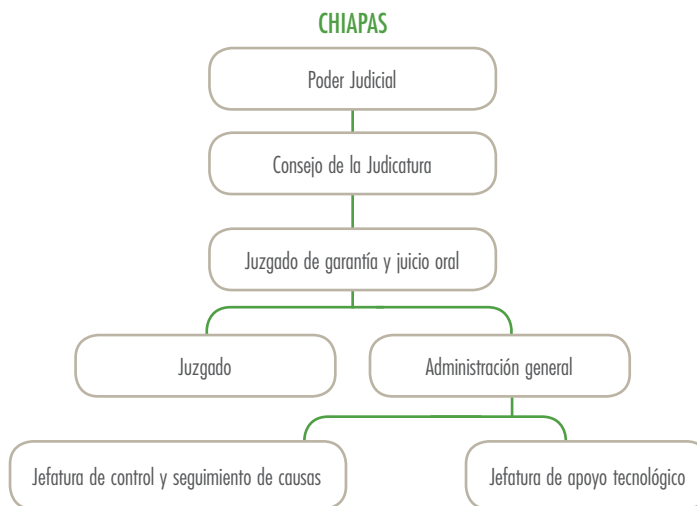 CHIAPAS
Poder Judicial
Consejo de la Judicatura
Juzgado de garantía y juicio oral
Juzgado
Administración general
Jefatura de control y seguimiento de causas
Jefatura de apoyo tecnológico